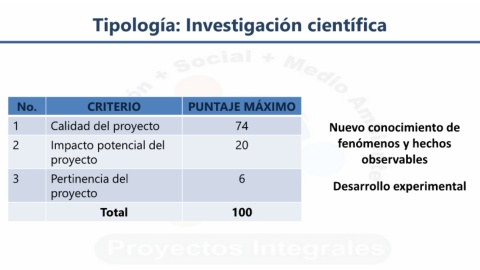 Tipología: Investigación científica
No. CRITERIO PUNTAJE MÁXIMO
1 Calidad del proyecto 74
2 Impacto potencial del proyecto 20
3 Pertinencia del proyecto 6
Total 100
Nuevo conocimiento de
fenómenos y hechos
observables
Desarrollo experimental
ón + Social + Medio Am
Proyectos Integrales